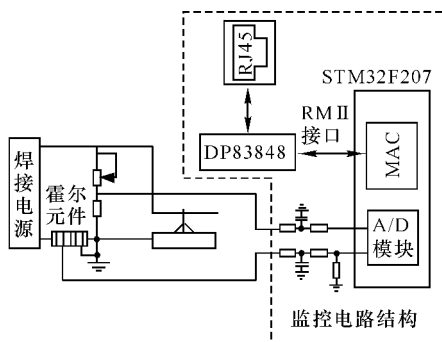 RJ45
STM32F207
RMⅡ
接口
DP83848
MAC
焊接电源
霍尔
元件
A/D
模块
监控电路结构